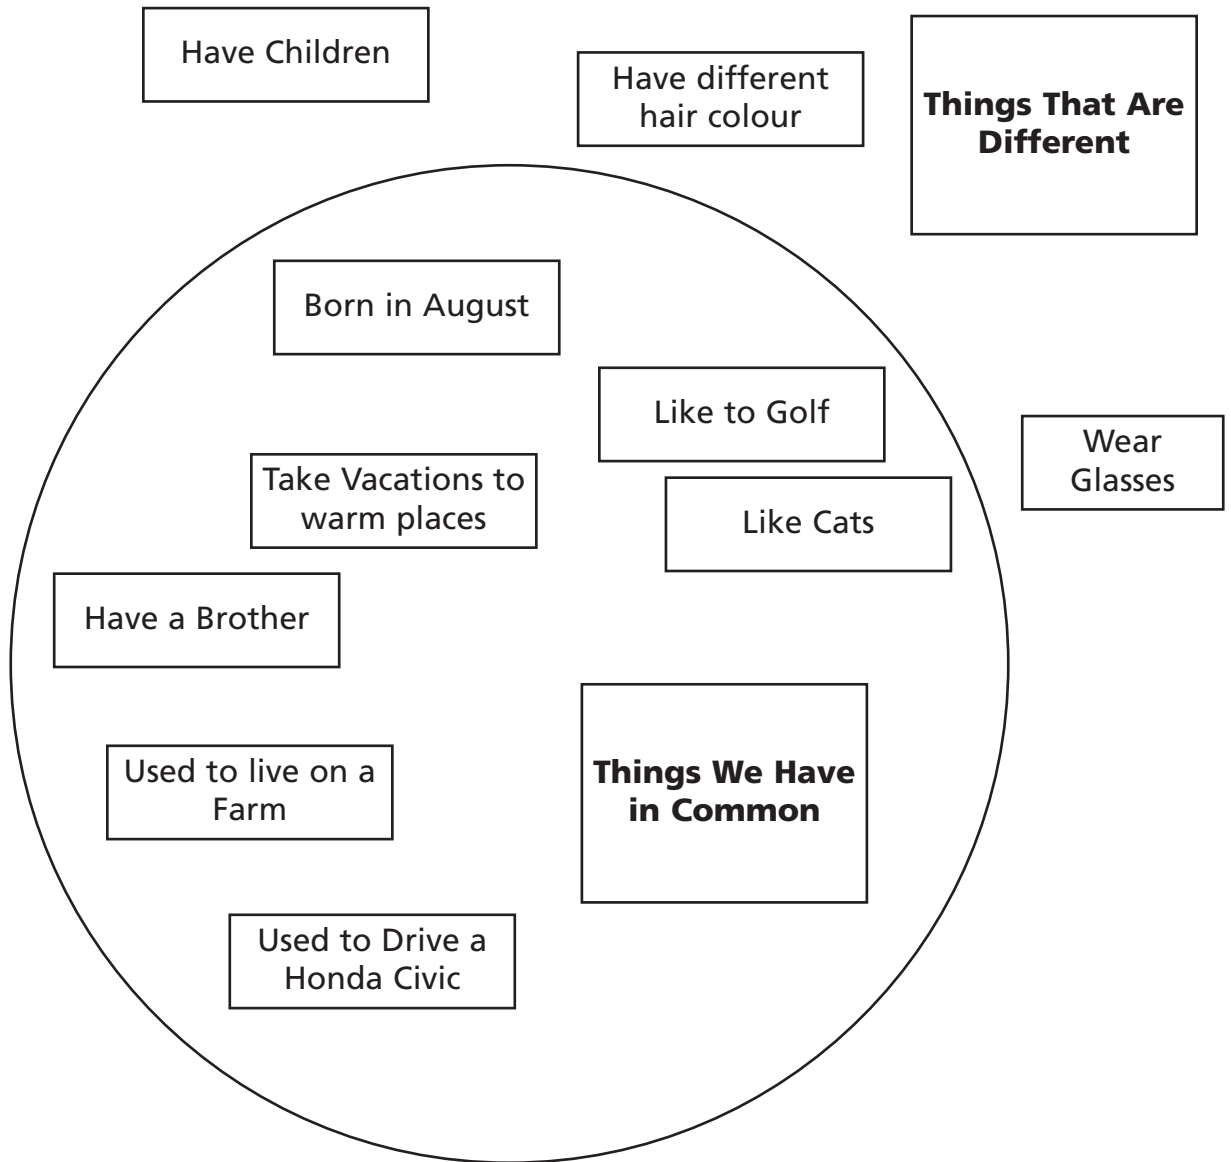 Have Children
Have different
hair colour
Things That Are
Different
Born in August
Like to Golf
Wear
Glasses
Take Vacations to
warm places
Like Cats
Have a Brother
Used to live on a
Farm
Things We Have
in Common
Used to Drive a
Honda Civic